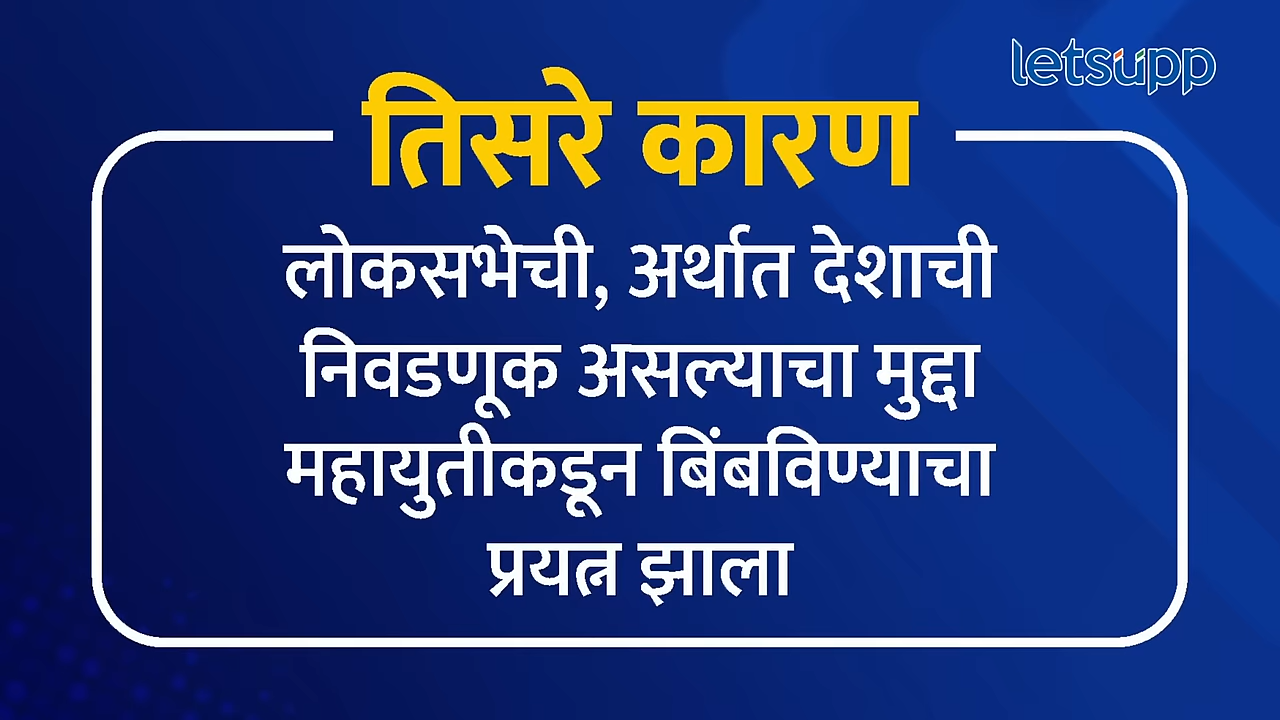 letsupp
तिसरे कारण
लोकसभेची, अर्थात देशाची
निवडणूक असल्याचा मुद्दा
महायुतीकडून बिंबविण्याचा
प्रयत्न झाला